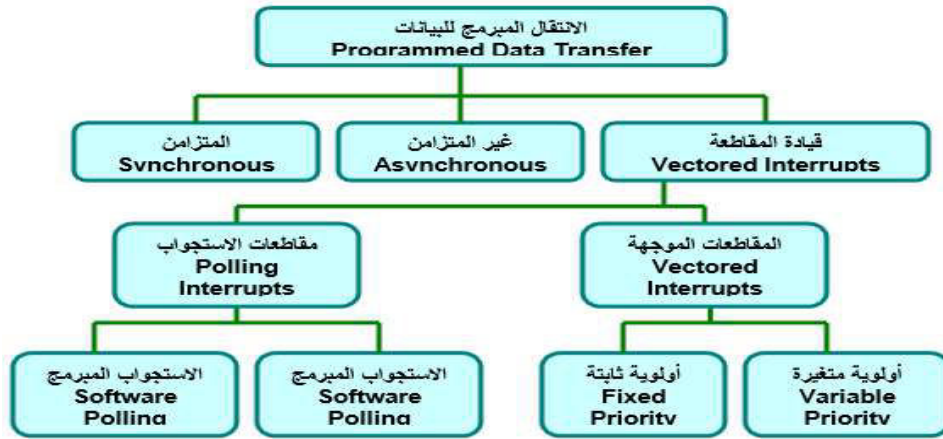 الانتقال المبرمج للبيانات
Programmed Data Transfer
المتزامن
Synchronous
غير المتزامن
Asynchronous
قيادة المقاطعة
Vectored Interrupts
مقاطعات الاستجواب
Polling
Interrupts
المقاطعات الموجهة
Vectored
Interrupts
الاستجواب المبرمج
Software
Polling
الاستجواب المبرمج
Software
Polling
أولوية ثابتة
Fixed
Priority
أولوية متغيرة
Variable
Priority